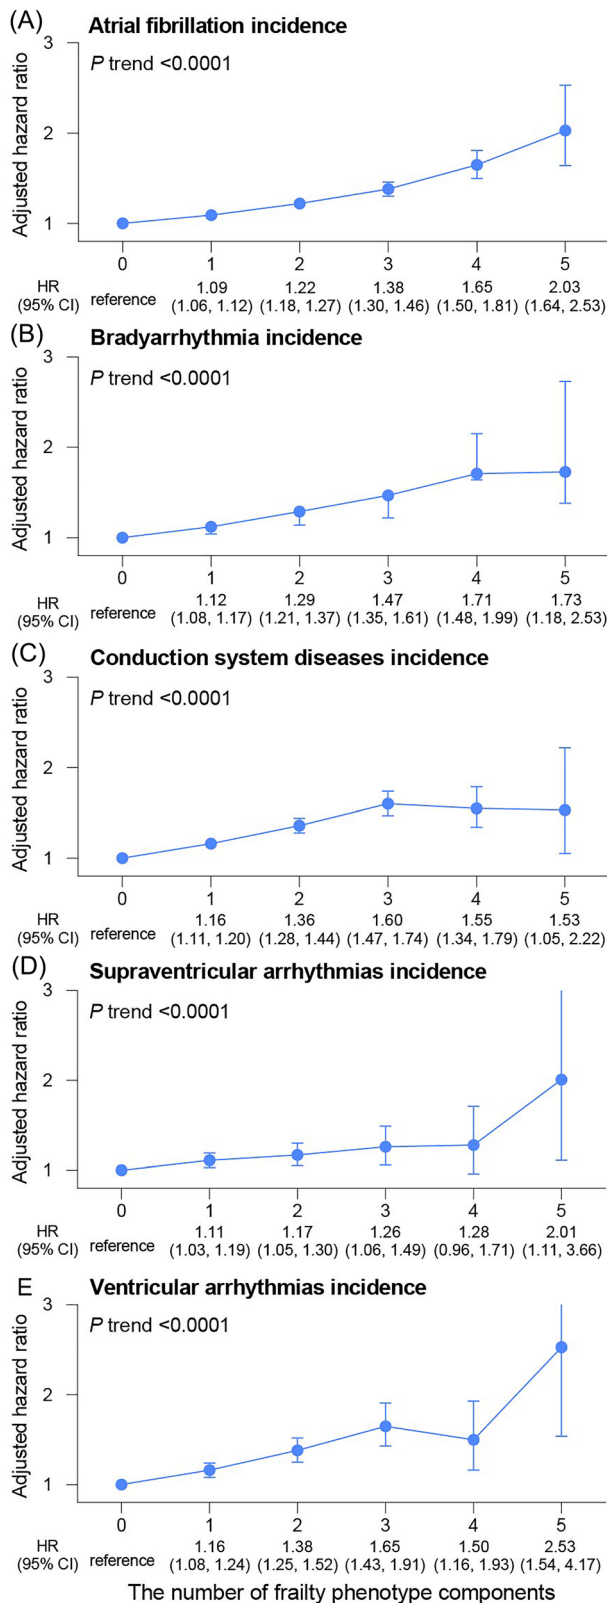 (A) Atrial fibrillation incidence
3
P trend <0.0001
2
1
Adjusted hazard ratio
0 1 2 3 4 5
HR 1.09 1.22 1.38 1.65 2.03
(95% CI) reference (1.06, 1.12) (1.18, 1.27) (1.30, 1.46) (1.50, 1.81) (1.64, 2.53)
(B) Bradyarrhythmia incidence
3
P trend <0.0001
2
1
Adjusted hazard ratio
0 1 2 3 4 5
HR 1.12 1.29 1.47 1.71 1.73
(95% CI) reference (1.08, 1.17) (1.21, 1.37) (1.35, 1.61) (1.48, 1.99) (1.18, 2.53)
(C) Conduction system diseases incidence
3
P trend <0.0001
2
1
Adjusted hazard ratio
0 1 2 3 4 5
HR 1.16 1.36 1.60 1.55 1.53
(95% CI) reference (1.11, 1.20) (1.28, 1.44) (1.47, 1.74) (1.34, 1.79) (1.05, 2.22)
(D) Supraventricular arrhythmias incidence
3
P trend <0.0001
2
1
Adjusted hazard ratio
0 1 2 3 4 5
HR 1.11 1.17 1.26 1.28 2.01
(95% CI) reference (1.03, 1.19) (1.05, 1.30) (1.06, 1.49) (0.96, 1.71) (1.11, 3.66)
E Ventricular arrhythmias incidence
3
P trend <0.0001
2
1
Adjusted hazard ratio
0 1 2 3 4 5
HR 1.16 1.38 1.65 1.50 2.53
(95% CI) reference (1.08, 1.24) (1.25, 1.52) (1.43, 1.91) (1.16, 1.93) (1.54, 4.17)
The number of frailty phenotype components